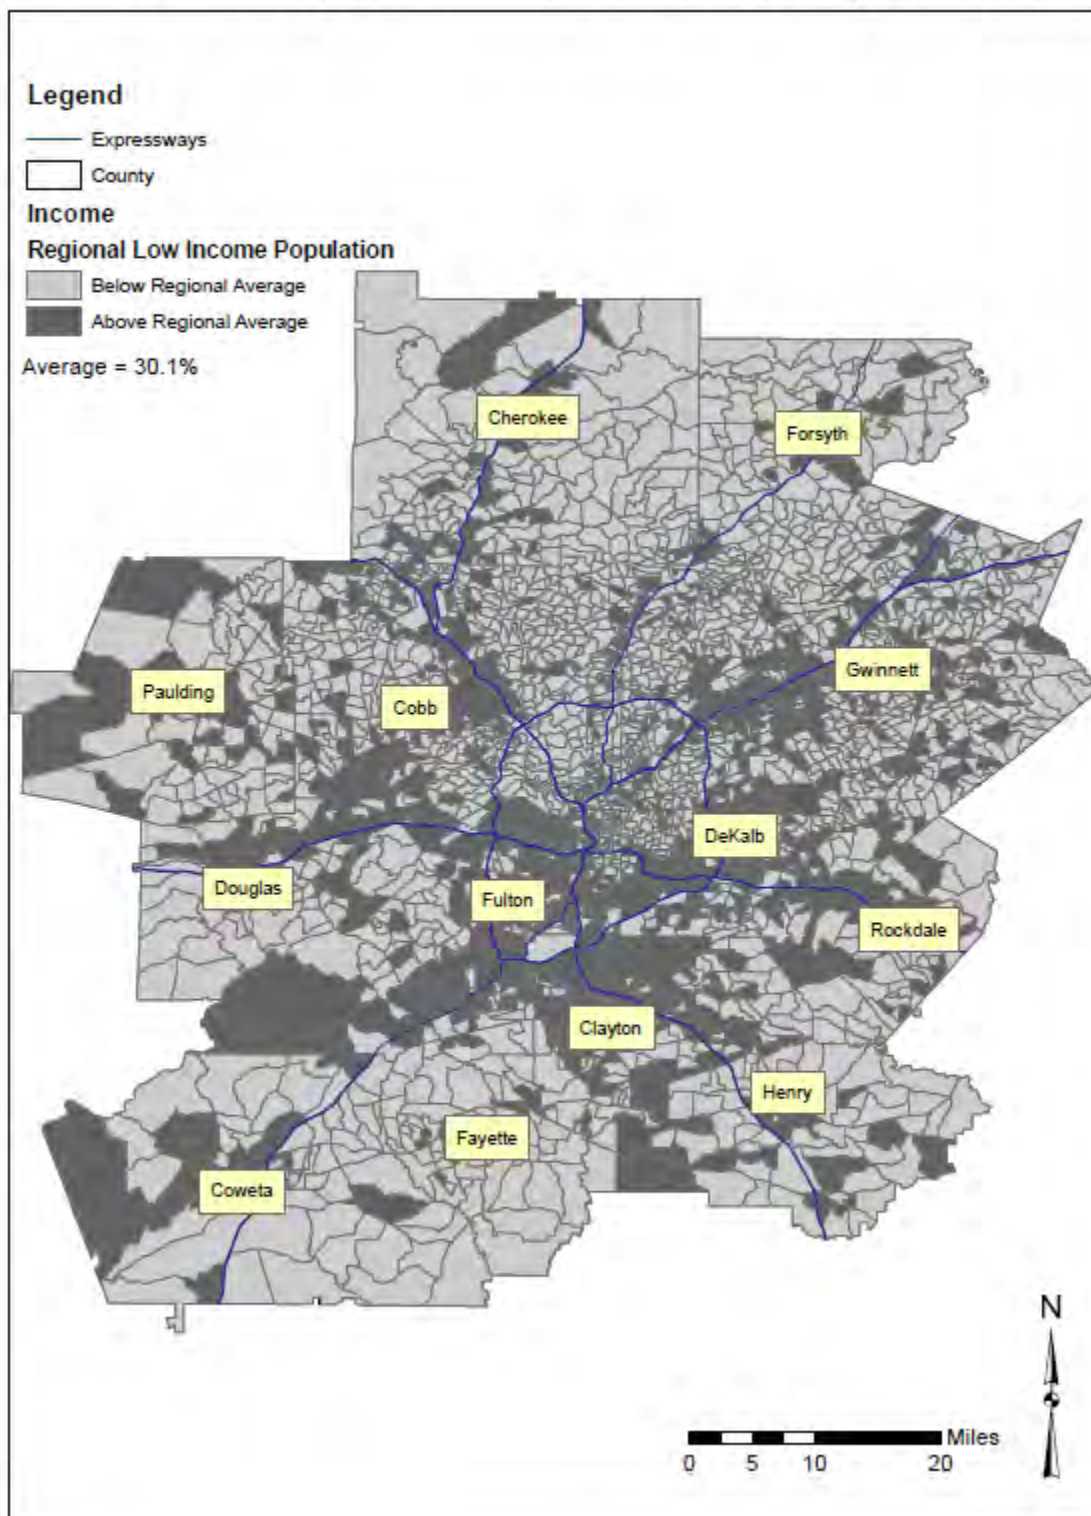 Legend
Expressways
County
Income
Regional Low Income Population
Below Regional Average
Above Regional Average
Average = 30.1%
Cherokee
Forsyth
Paulding
Cobb
Gwinnett
DeKalb
Douglas
Fulton
Rockdale
Clayton
Henry
Fayette
Coweta
N
Miles
0 5 10 20